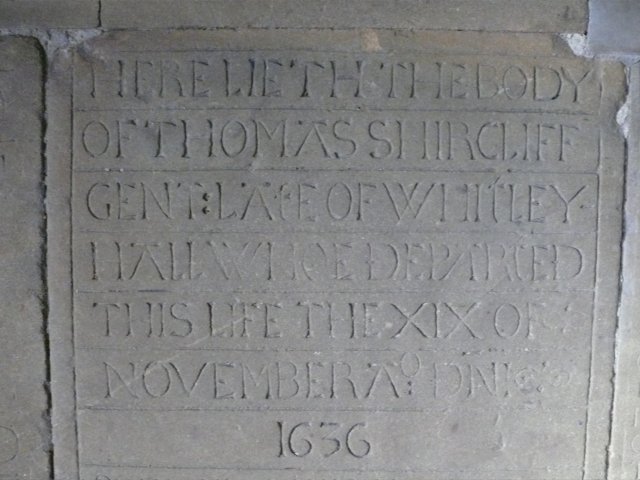 HERE LIETH THE BODY
OF THOMAS SHIRCLIFF
GENT: LATE OF WHITLEY
HALL WHOE DEPARTED
THIS LIFE THE XIX OF
NOVEMBER Aº DNI
1636